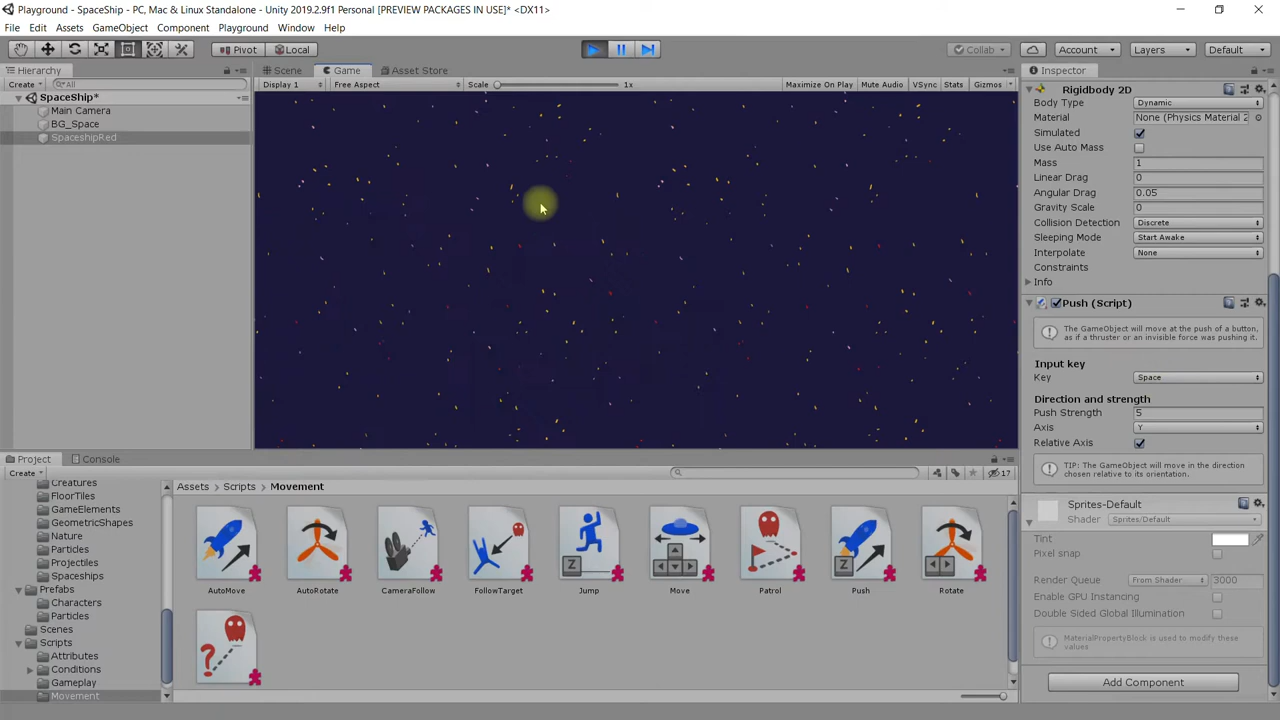 Playground - SpaceShip - PC, Mac & Linux Standalone - Unity 2019.2.9f1 Personal [PREVIEW PACKAGES IN USE]* <DX11>
File Edit Assets GameObject Component Playground Window Help
Pivot Local Collab Account Layers Default
Hierarchy
Create All
SpaceShip*
Main Camera
BG_Space
SpaceshipRed
Scene Game Asset Store
Display 1 Free Aspect Scale 1x Maximize On Play Mute Audio VSync Stats Gizmos
Inspector
Rigidbody 2D
Body Type Dynamic
Material None (Physics Material 2
Simulated
Use Auto Mass
Mass 1
Linear Drag 0
Angular Drag 0.05
Gravity Scale 0
Collision Detection Discrete
Sleeping Mode Start Awake
Interpolate None
Constraints
Info
Push (Script)
The GameObject will move at the push of a button,
as if a thruster or an invisible force was pushing it.
Input key
Key Space
Direction and strength
Push Strength 5
Axis Y
Relative Axis
TIP: The GameObject will move in the direction
chosen relative to its orientation.
Sprites-Default
Shader Sprites/Default
Tint
Pixel snap
Render Queue From Shader 3000
Enable GPU Instancing
Double Sided Global Illumination
MaterialPropertyBlock is used to modify these
values
Add Component
Project Console
Create 17
Creatures
FloorTiles
GameElements
GeometricShapes
Nature
Particles
Projectiles
Spaceships
Prefabs
Characters
Particles
Scenes
Scripts
Attributes
Conditions
Gameplay
Movement
Assets Scripts Movement
Z Z
AutoMove AutoRotate CameraFollow FollowTarget Jump Move Patrol Push Rotate
?